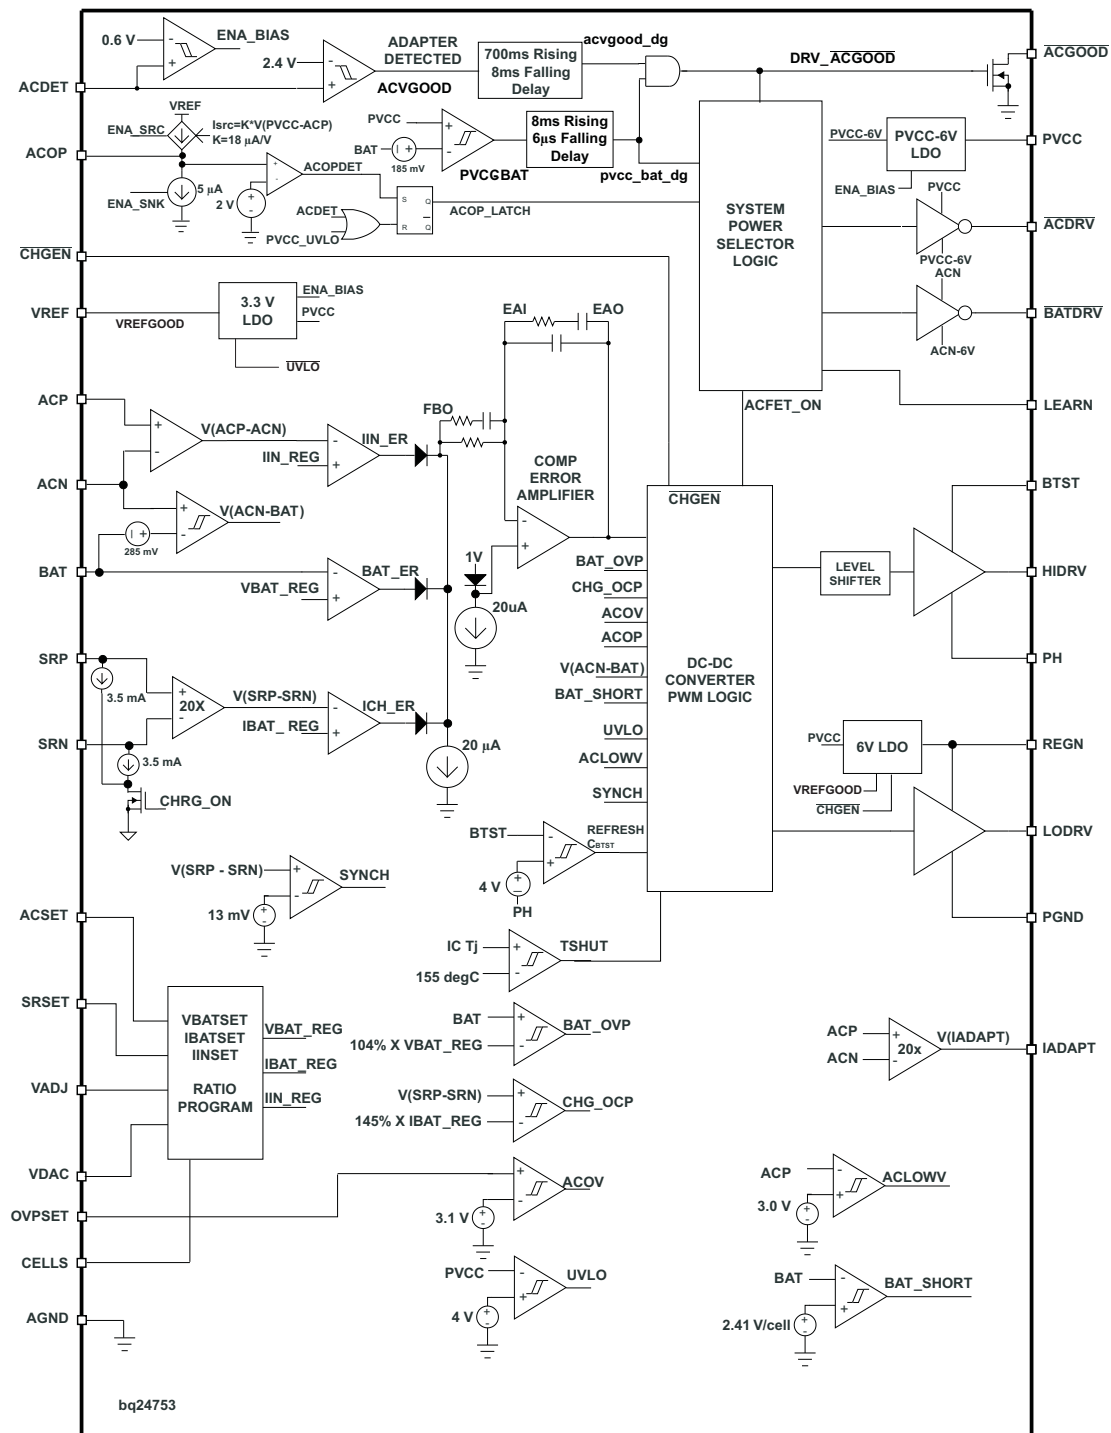 0.6 V
ENA_BIAS
2.4 V
ADAPTER
DETECTED
ACVGOOD
700ms Rising
8ms Falling
Delay
acvgood_dg
DRV_ACGOOD
ACGOOD
ACDET
VREF
ENA_SRC
Isrc=K*V(PVCC-ACP)
K=18 µA/V
ACOP
5 µA
ENA_SNK
2 V
ACOPDET
ACDET
PVCC_UVLO
S
Q
R
Q
ACOP_LATCH
PVCC
BAT
185 mV
PVCCBAT
8ms Rising
6µs Falling
Delay
pvcc_bat_dg
SYSTEM
POWER
SELECTOR
LOGIC
PVCC-6V
PVCC-6V
LDO
ENA_BIAS
PVCC
PVCC
ACDRV
PVCC-6V
ACN
BATDRV
ACN-6V
LEARN
ACFET_ON
CHGEN
VREF
VREFGOOD
3.3 V
LDO
ENA_BIAS
PVCC
UVLO
EAI
EAO
FBO
ACP
V(ACP-ACN)
IIN_REG
IIN_ER
ACN
V(ACN-BAT)
285 mV
BAT
VBAT_REG
BAT_ER
COMP
ERROR
AMPLIFIER
1V
20uA
SRP
3.5 mA
20X
V(SRP-SRN)
IBAT_ REG
ICH_ER
20 µA
SRN
3.5 mA
CHRG_ON
CHGEN
BAT_OVP
CHG_OCP
ACOV
ACOP
V(ACN-BAT)
BAT_SHORT
UVLO
ACLOWV
SYNCH
DC-DC
CONVERTER
PWM LOGIC
LEVEL
SHIFTER
BTST
HIDRV
PH
PVCC
6V LDO
VREFGOOD
CHGEN
REGN
LODRV
PGND
BTST
REFRESH
CBTST
4 V
PH
V(SRP - SRN)
SYNCH
13 mV
IC Tj
155 degC
TSHUT
ACSET
SRSET
VADJ
VDAC
OVPSET
CELLS
AGND
VBATSET
IBATSET
IINSET
RATIO
PROGRAM
VBAT_REG
IBAT_REG
IIN_REG
BAT
104% X VBAT_REG
BAT_OVP
V(SRP-SRN)
145% X IBAT_REG
CHG_OCP
ACOV
3.1 V
PVCC
UVLO
4 V
ACP
ACN
20x
V(IADAPT)
IADAPT
ACP
ACLOWV
3.0 V
BAT
BAT_SHORT
2.41 V/cell
bq24753